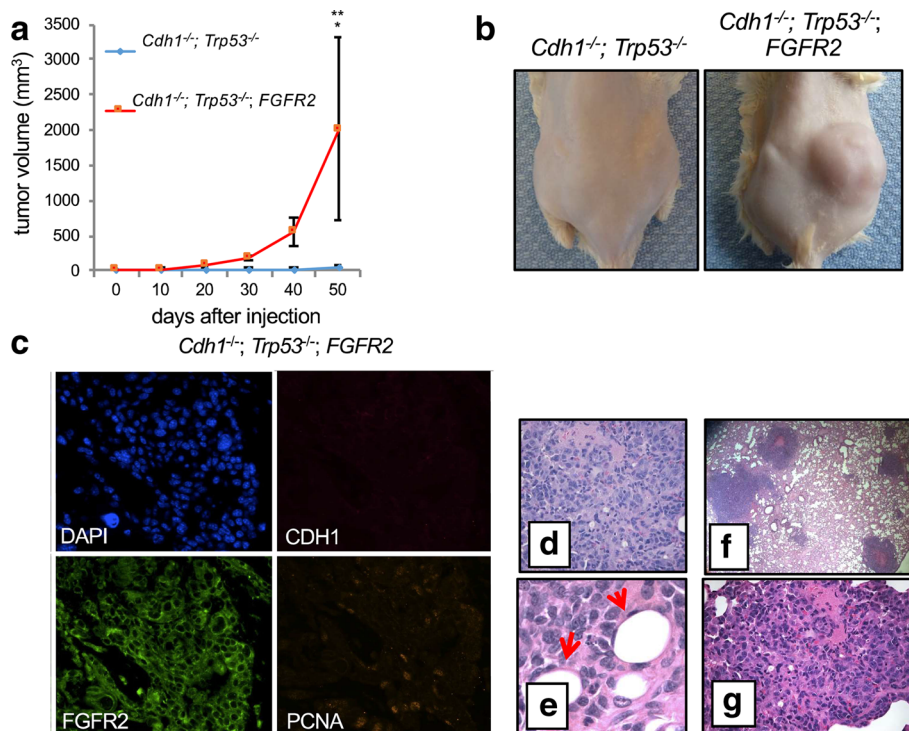 a
tumor volume (mm³)
3500
3000
2500
2000
1500
1000
500
0
**
*
Cdh1⁻/⁻; Trp53⁻/⁻
Cdh1⁻/⁻; Trp53⁻/⁻; FGFR2
0 10 20 30 40 50
days after injection
b
Cdh1⁻/⁻; Trp53⁻/⁻
Cdh1⁻/⁻; Trp53⁻/⁻;
FGFR2
c
Cdh1⁻/⁻; Trp53⁻/⁻; FGFR2
DAPI
CDH1
FGFR2
PCNA
d
f
e
g